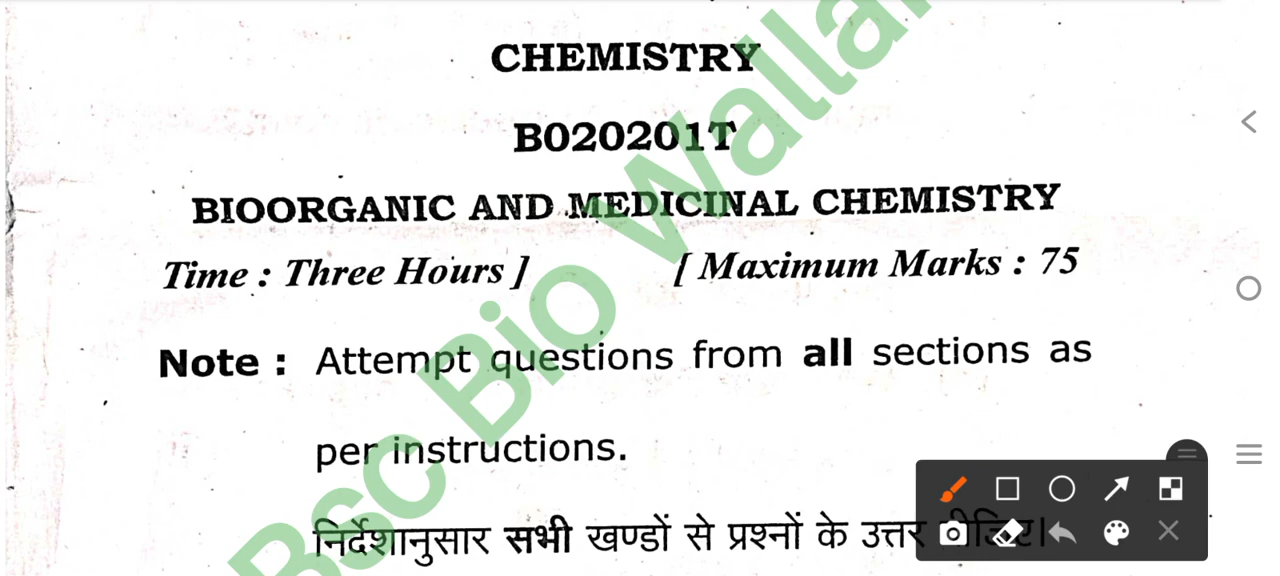 CHEMISTRY
B020201T
BIOORGANIC AND MEDICINAL CHEMISTRY
Time : Three Hours ] [ Maximum Marks : 75
Note : Attempt questions from all sections as
per instructions.
निर्देशानुसार सभी खण्डों से प्रश्नों के उत्तर
Bsc Bio Walla